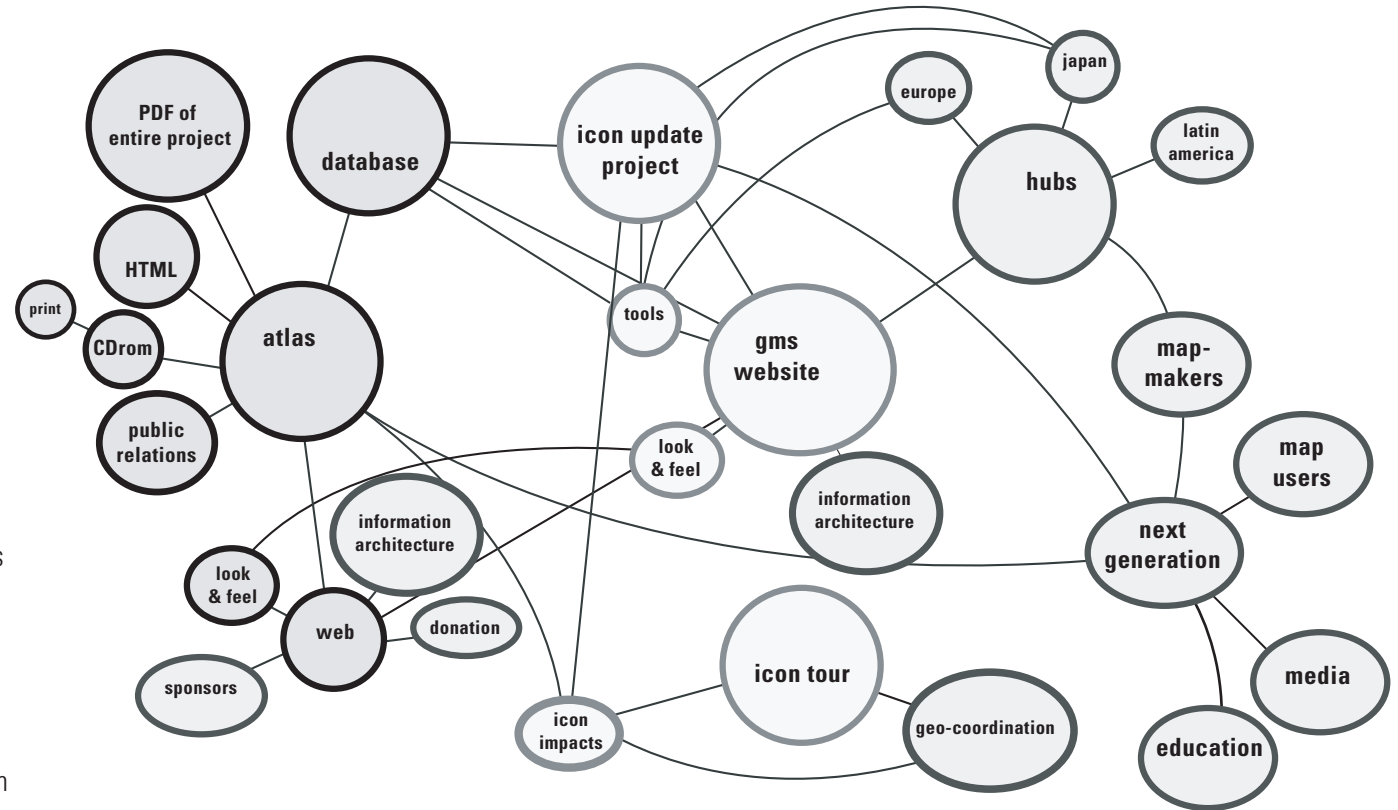 japan
europe
PDF of
entire project
icon update
project
latin
america
database
hubs
HTML
print
tools
atlas
gms
website
CDrom
map-
makers
public
relations
look
& feel
map
users
information
architecture
information
architecture
next
generation
s
look
& feel
web
donation
icon tour
sponsors
media
icon
impacts
geo-coordination
education
n